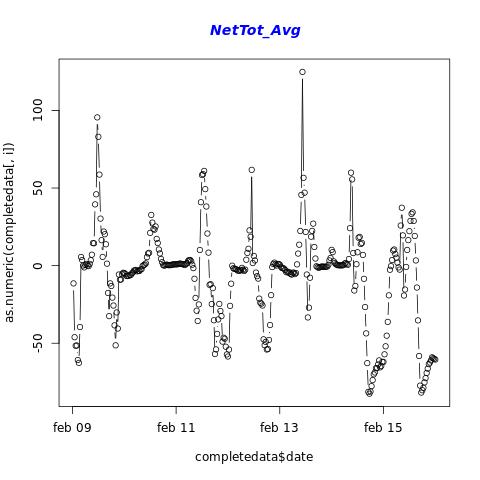 NetTot_Avg
as.numeric(completedata[, i])
100
50
0
-50
feb 09
feb 11
feb 13
feb 15
completedata$date